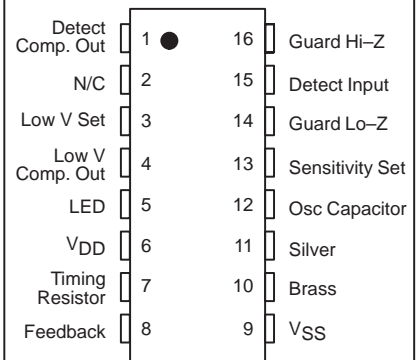 Detect
Comp. Out 1 16 Guard Hi–Z
N/C 2 15 Detect Input
Low V Set 3 14 Guard Lo–Z
Low V
Comp. Out 4 13 Sensitivity Set
LED 5 12 Osc Capacitor
VDD 6 11 Silver
Timing
Resistor 7 10 Brass
Feedback 8 9 VSS